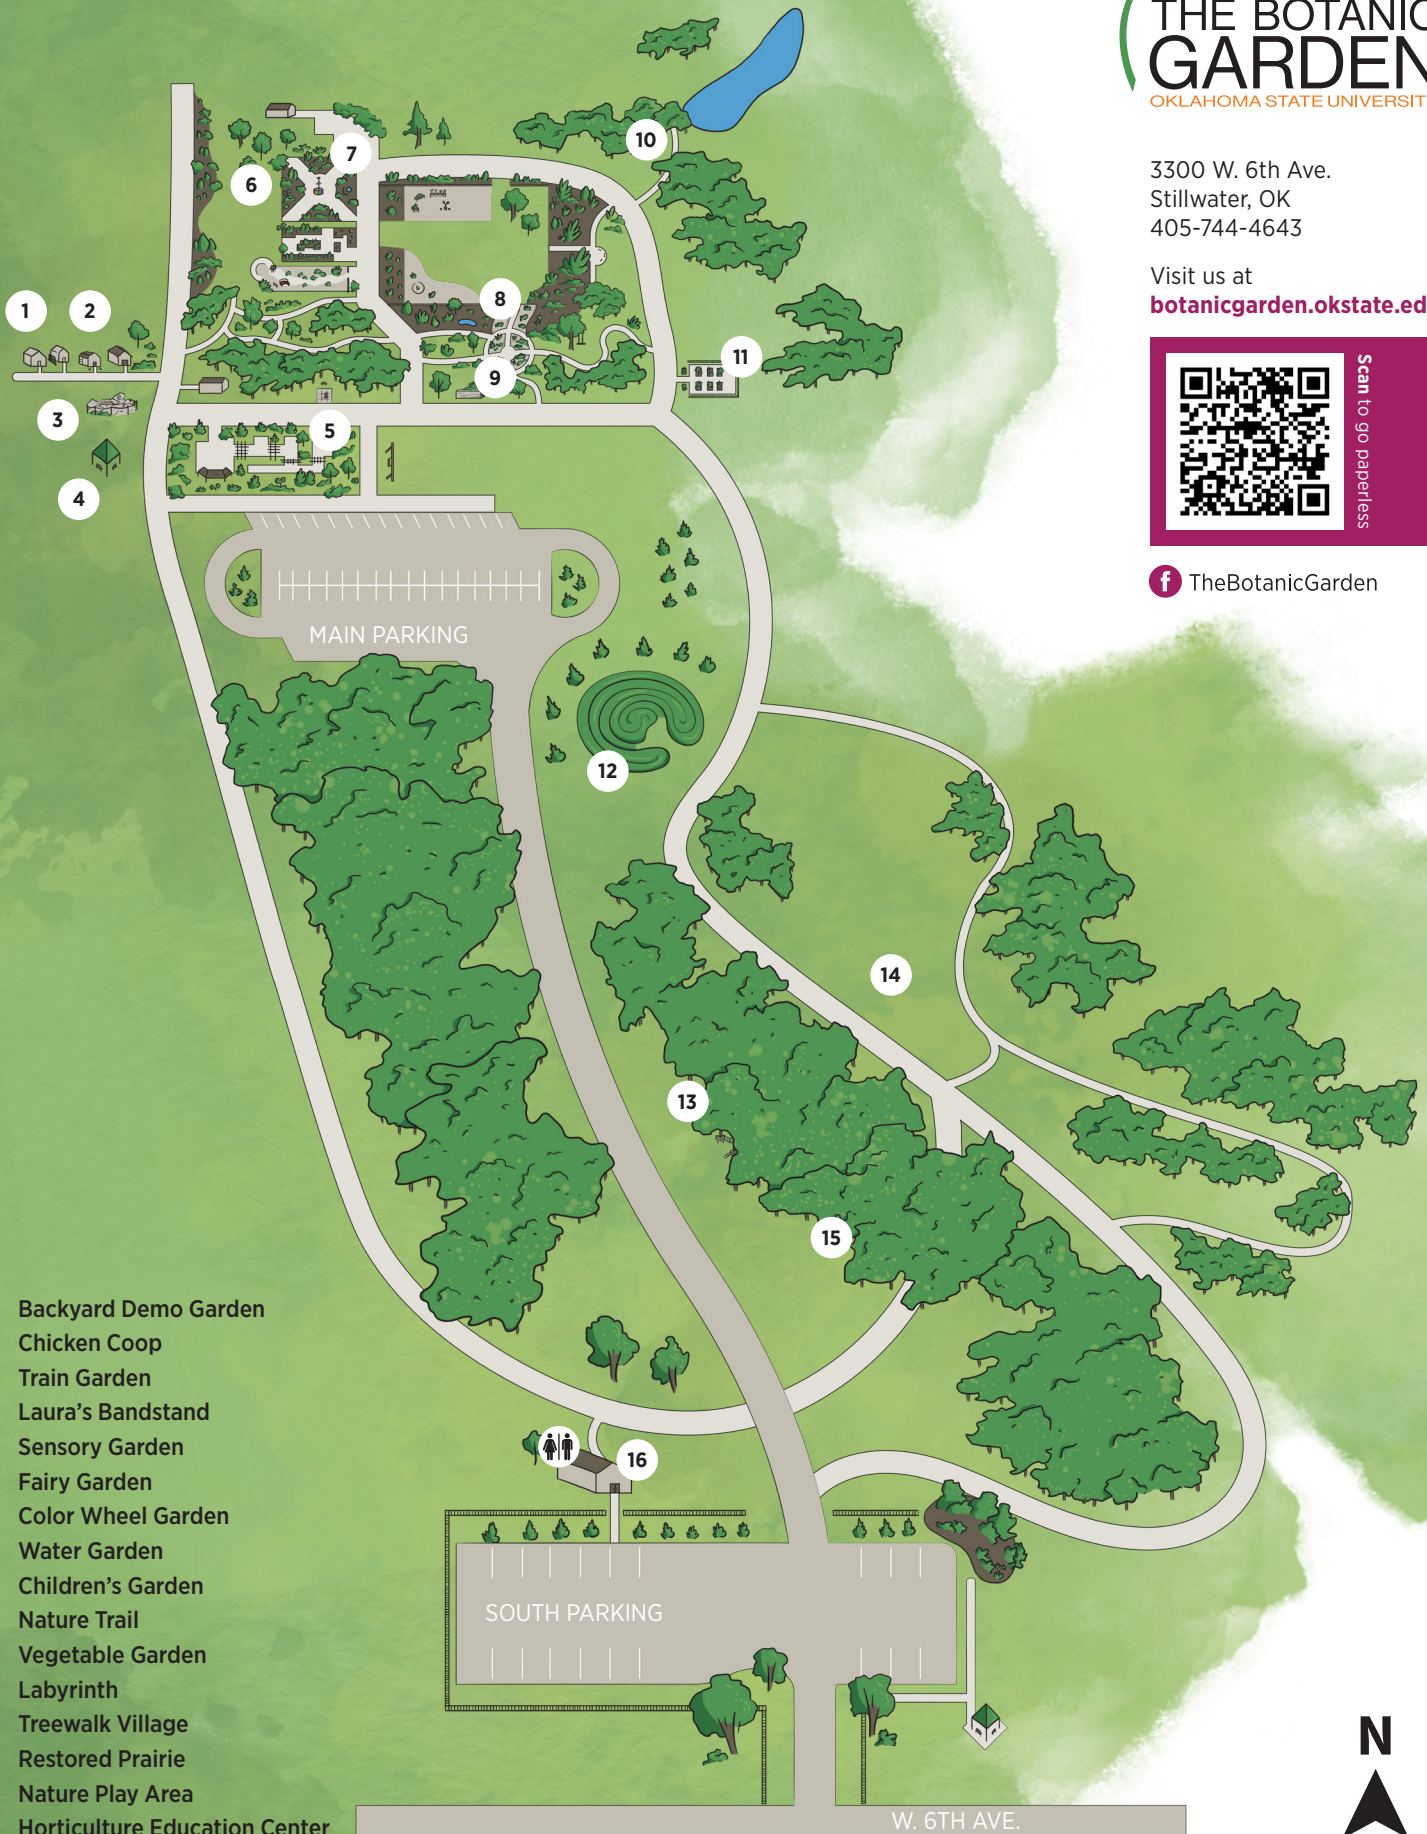 THE BOTANIC
GARDEN
OKLAHOMA STATE UNIVERSIT
3300 W. 6th Ave.
Stillwater, OK
405-744-4643
Visit us at
botanicgarden.okstate.ed
Scan to go paperless
f TheBotanicGarden
1
2
3
4
5
6
7
8
9
10
11
MAIN PARKING
12
13
14
15
16
SOUTH PARKING
W. 6TH AVE.
N
Backyard Demo Garden
Chicken Coop
Train Garden
Laura's Bandstand
Sensory Garden
Fairy Garden
Color Wheel Garden
Water Garden
Children's Garden
Nature Trail
Vegetable Garden
Labyrinth
Treewalk Village
Restored Prairie
Nature Play Area
Horticulture Education Center